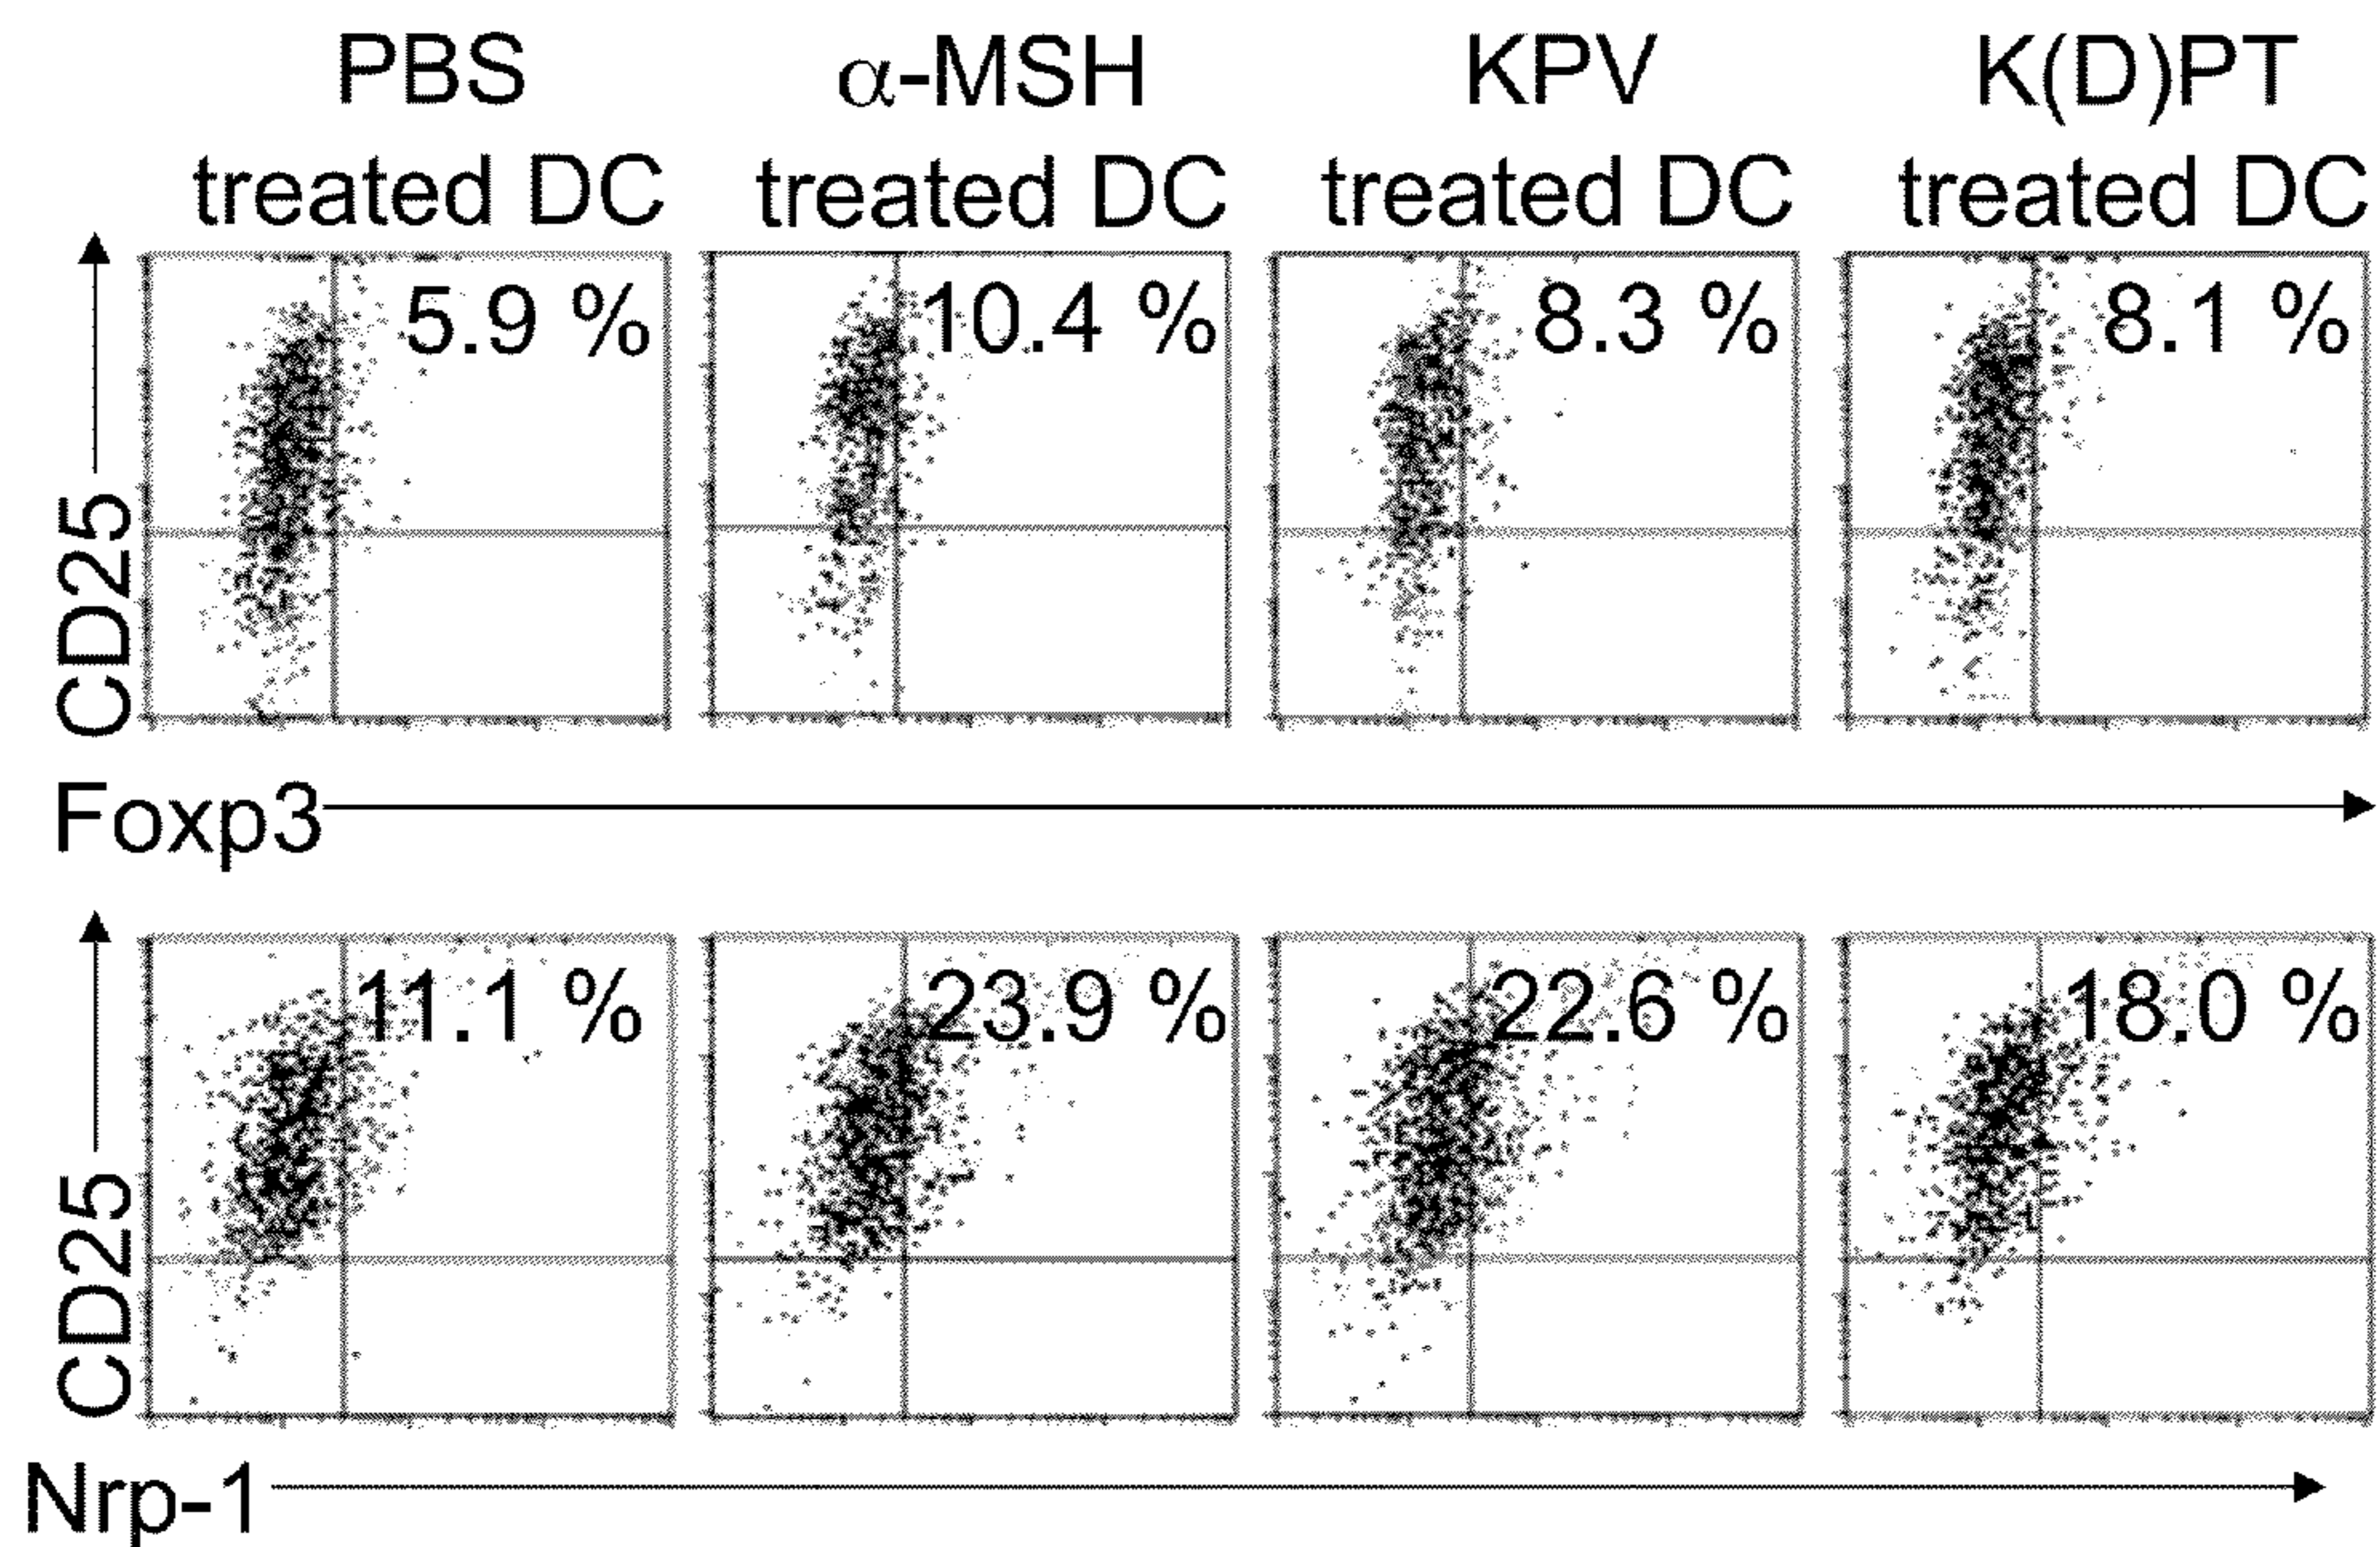 PBS treated DC
α-MSH treated DC
KPV treated DC
K(D)PT treated DC
CD25
5.9 %
10.4 %
8.3 %
8.1 %
Foxp3
CD25
11.1 %
23.9 %
22.6 %
18.0 %
Nrp-1